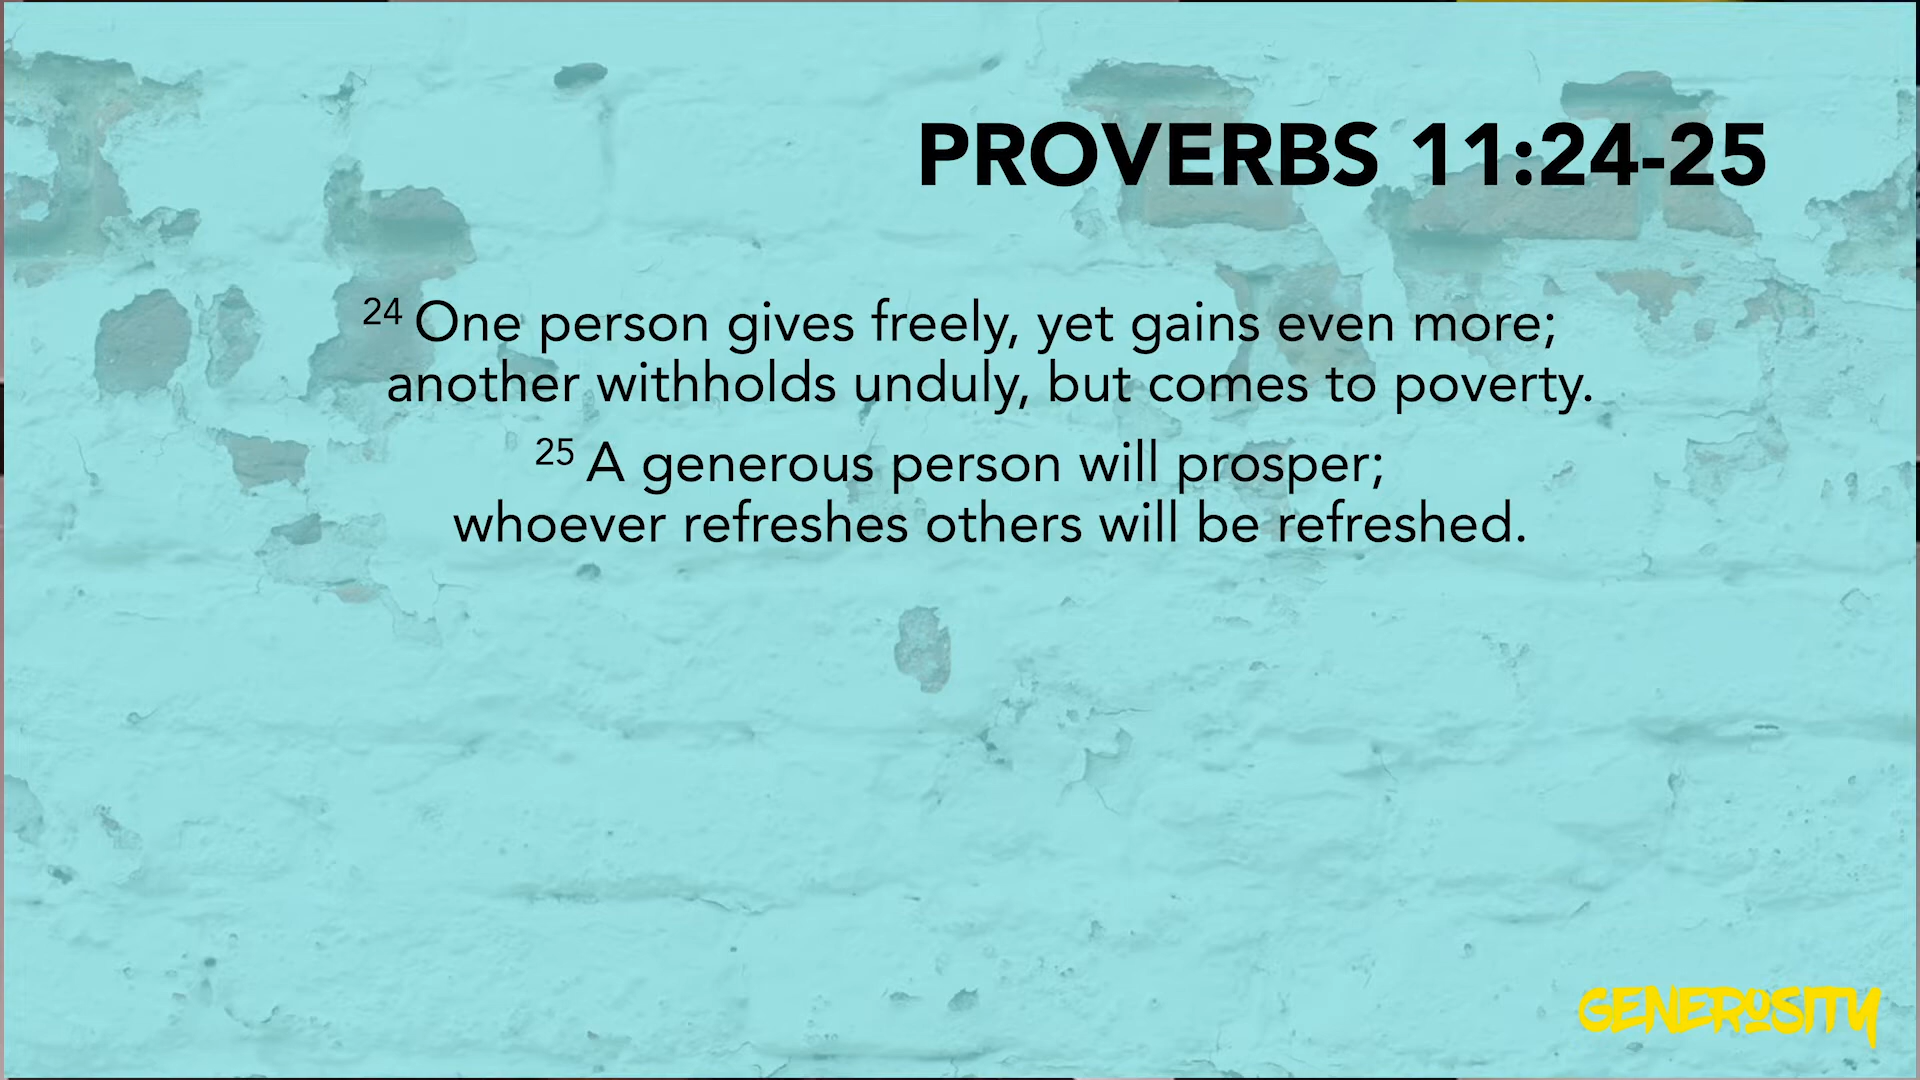 PROVERBS 11:24-25
24 One person gives freely, yet gains even more;
another withholds unduly, but comes to poverty.
25 A generous person will prosper;
whoever refreshes others will be refreshed.
GENEROSITY